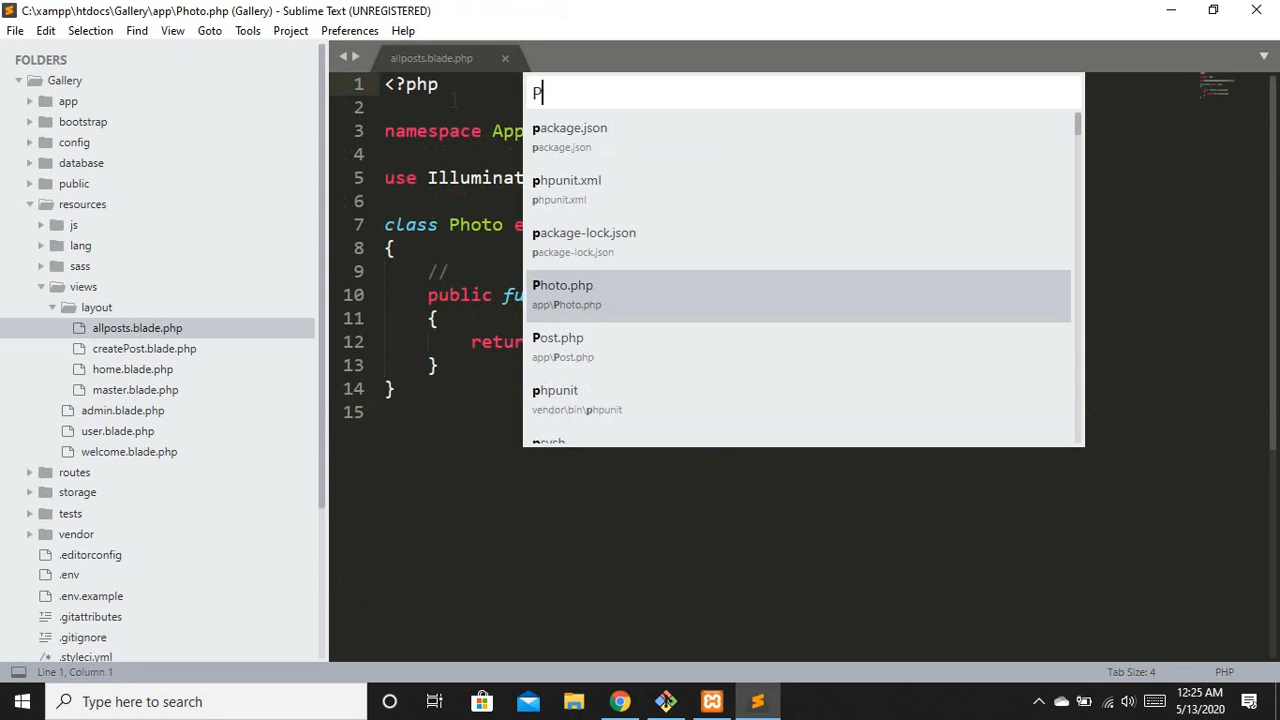 C:\xampp\htdocs\Gallery\app\Photo.php (Gallery) - Sublime Text (UNREGISTERED)
File Edit Selection Find View Goto Tools Project Preferences Help
FOLDERS
Gallery
app
bootstrap
config
database
public
resources
js
lang
sass
views
layout
allposts.blade.php
createPost.blade.php
home.blade.php
master.blade.php
admin.blade.php
user.blade.php
welcome.blade.php
routes
storage
tests
vendor
.editorconfig
.env
.env.example
.gitattributes
.gitignore
.styleci.yml
allposts.blade.php
1 <?php
2
3 namespace App
4
5 use Illuminat
6
7 class Photo e
8 {
9 //
10 public fu
11 {
12 retur
13 }
14 }
15
P
package.json
package.json
phpunit.xml
phpunit.xml
package-lock.json
package-lock.json
Photo.php
app\Photo.php
Post.php
app\Post.php
phpunit
vendor\bin\phpunit
psysh
Line 1, Column 1
Tab Size: 4 PHP
Type here to search
12:25 AM
5/13/2020